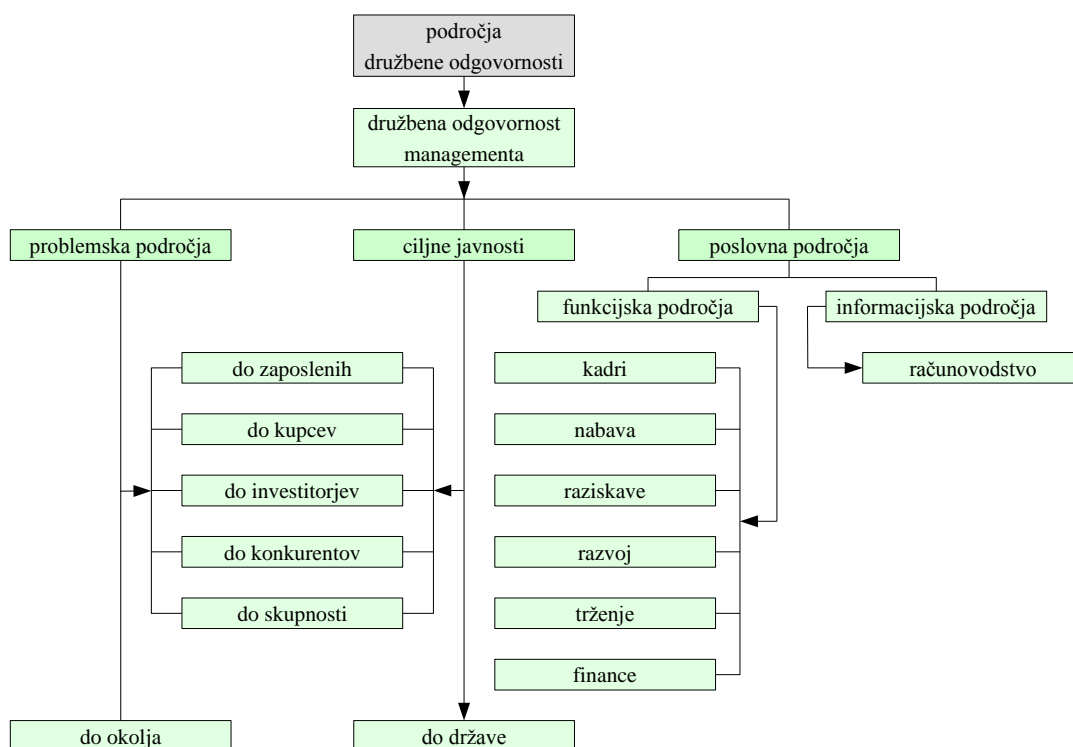 področja
družbene odgovornosti
družbena odgovornost
managementa
problemska področja
ciljne javnosti
poslovna področja
funkcijska področja
informacijska področja
do zaposlenih
kadri
računovodstvo
do kupcev
nabava
do investitorjev
raziskave
do konkurentov
razvoj
do skupnosti
trženje
finance
do okolja
do države